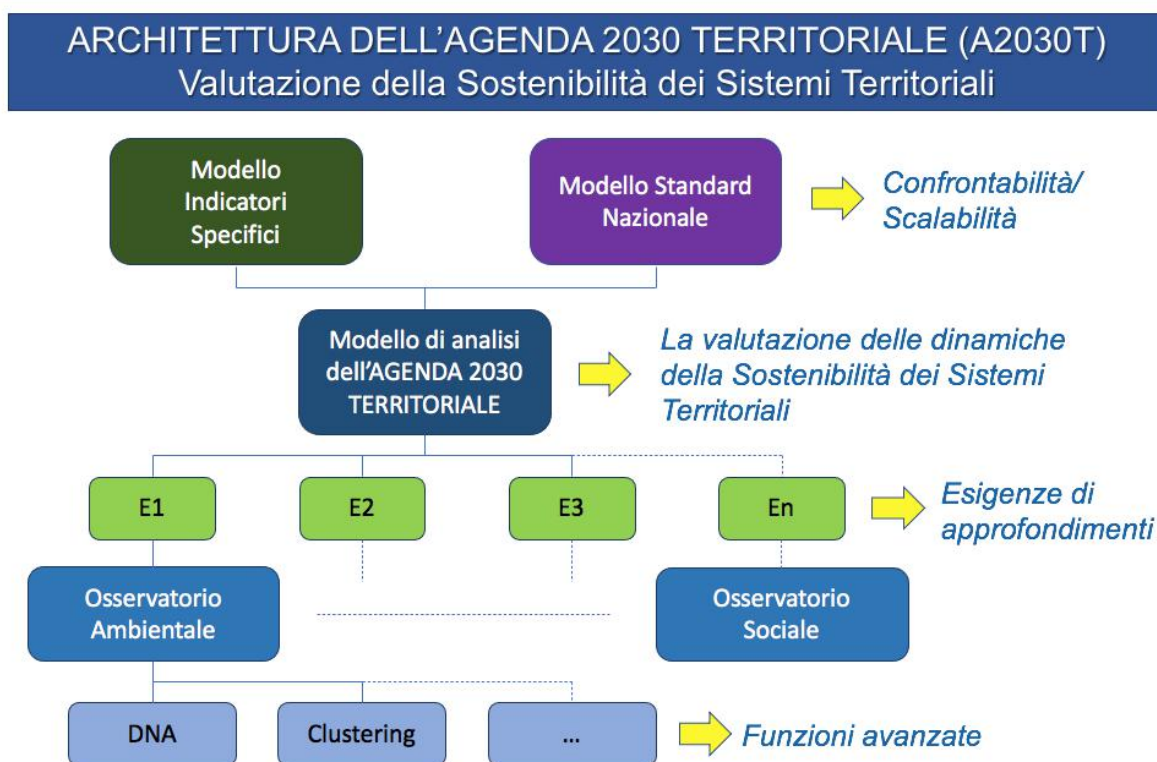 ARCHITETTURA DELL’AGENDA 2030 TERRITORIALE (A2030T)
Valutazione della Sostenibilità dei Sistemi Territoriali
Modello
Indicatori
Specifici
Modello Standard
Nazionale
Confrontabilità/
Scalabilità
Modello di analisi
dell’AGENDA 2030
TERRITORIALE
La valutazione delle dinamiche
della Sostenibilità dei Sistemi
Territoriali
E1
E2
E3
En
Esigenze di
approfondimenti
Osservatorio
Ambientale
Osservatorio
Sociale
DNA
Clustering
...
Funzioni avanzate